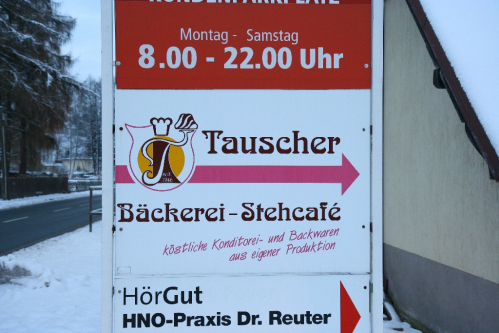 KUNDENPARKPLÄTZE
Montag - Samstag
8.00 - 22.00 Uhr
Tauscher
Bäckerei-Stehcafé
köstliche Konditorei- und Backwaren
aus eigener Produktion
HörGut
HNO-Praxis Dr. Reuter